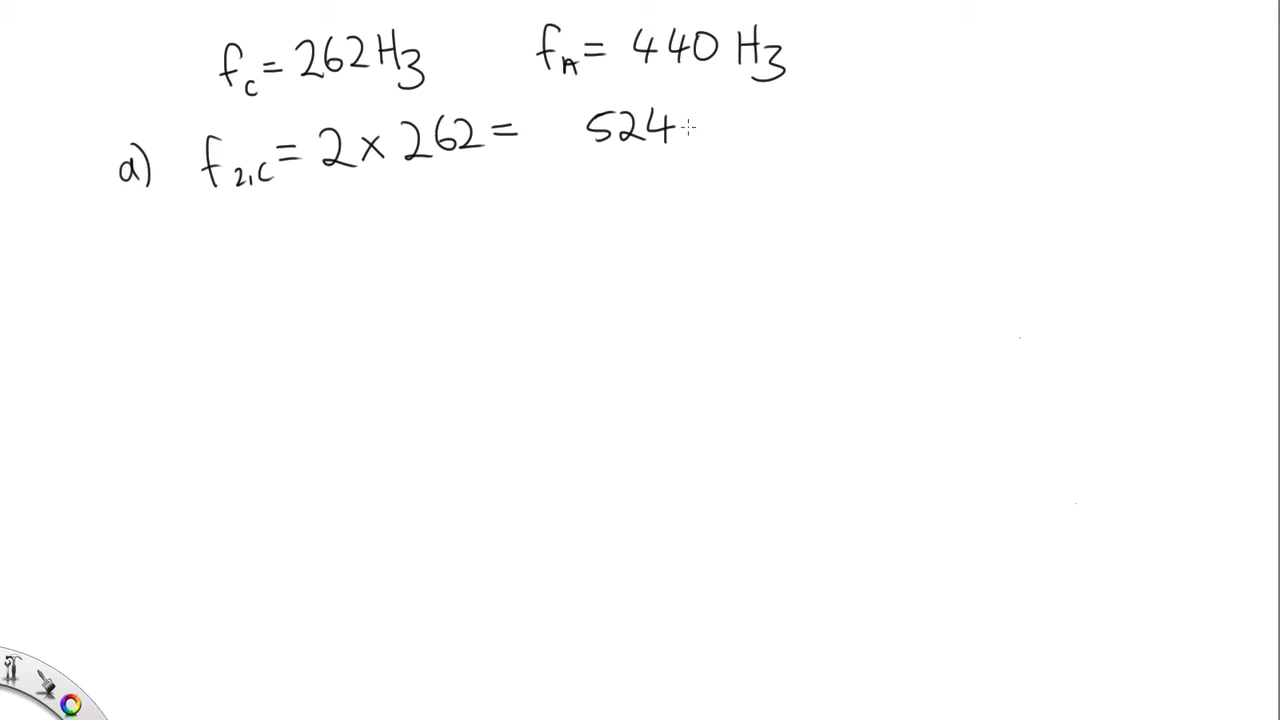 f_C = 262 Hz f_A = 440 Hz
a) f_2,C = 2 × 262 = 524